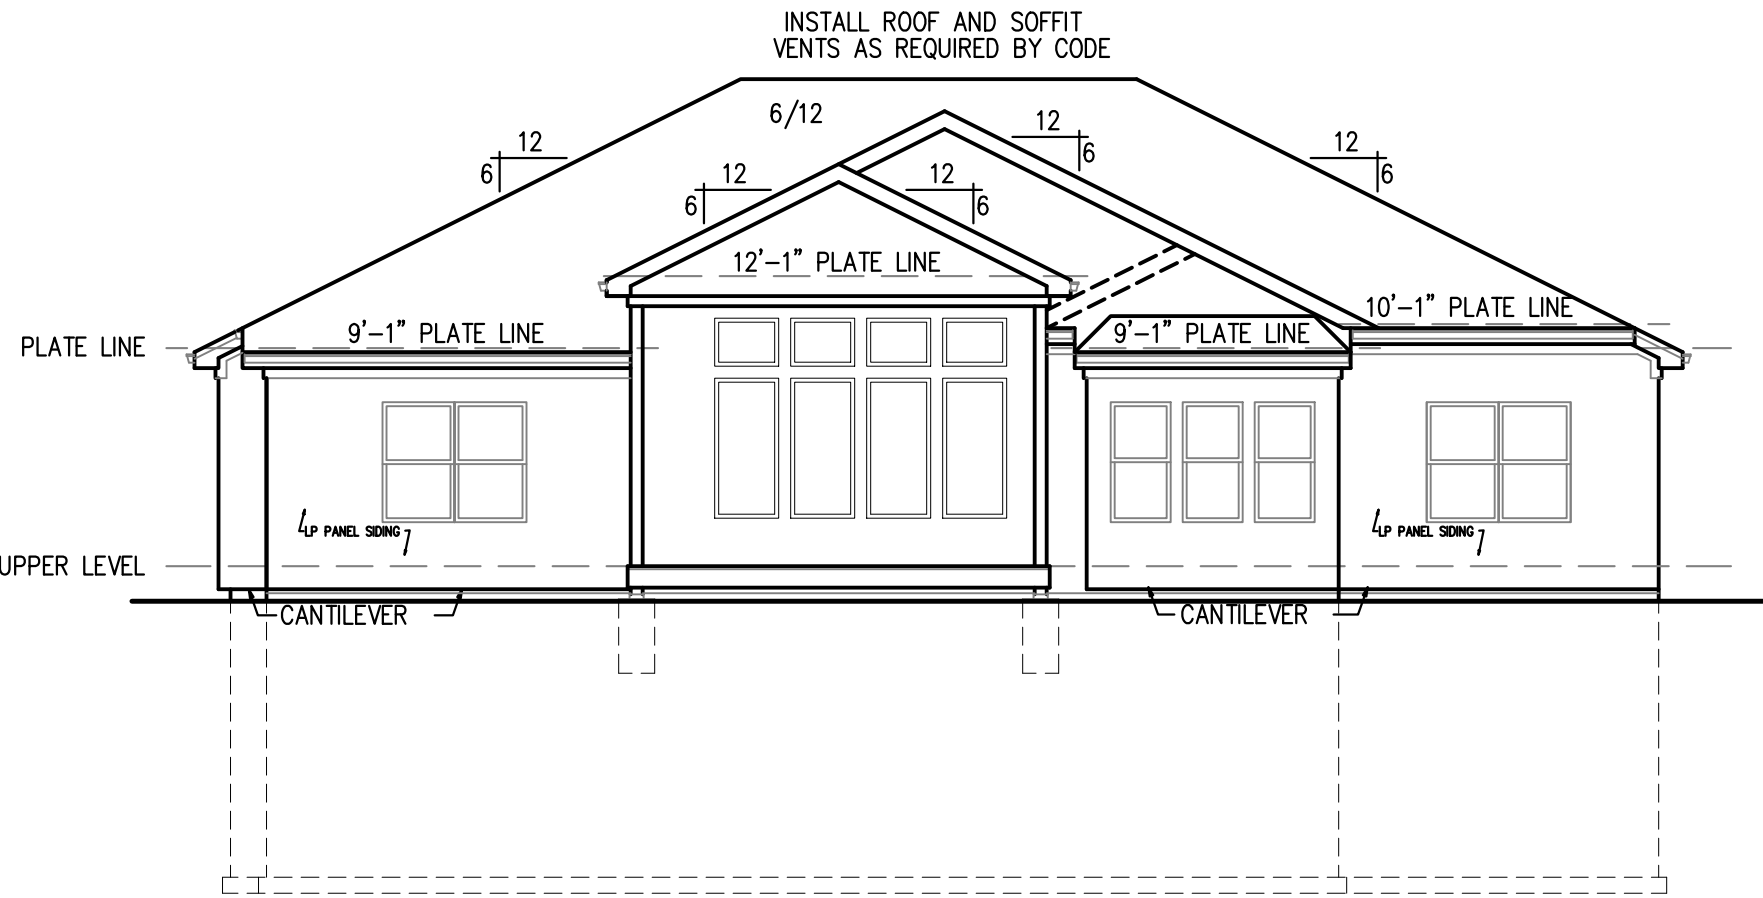 INSTALL ROOF AND SOFFIT
VENTS AS REQUIRED BY CODE
6/12
12
6
12
6
12
6
12
6
12
6
12'-1" PLATE LINE
10'-1" PLATE LINE
9'-1" PLATE LINE
9'-1" PLATE LINE
PLATE LINE
LP PANEL SIDING
LP PANEL SIDING
UPPER LEVEL
CANTILEVER
CANTILEVER